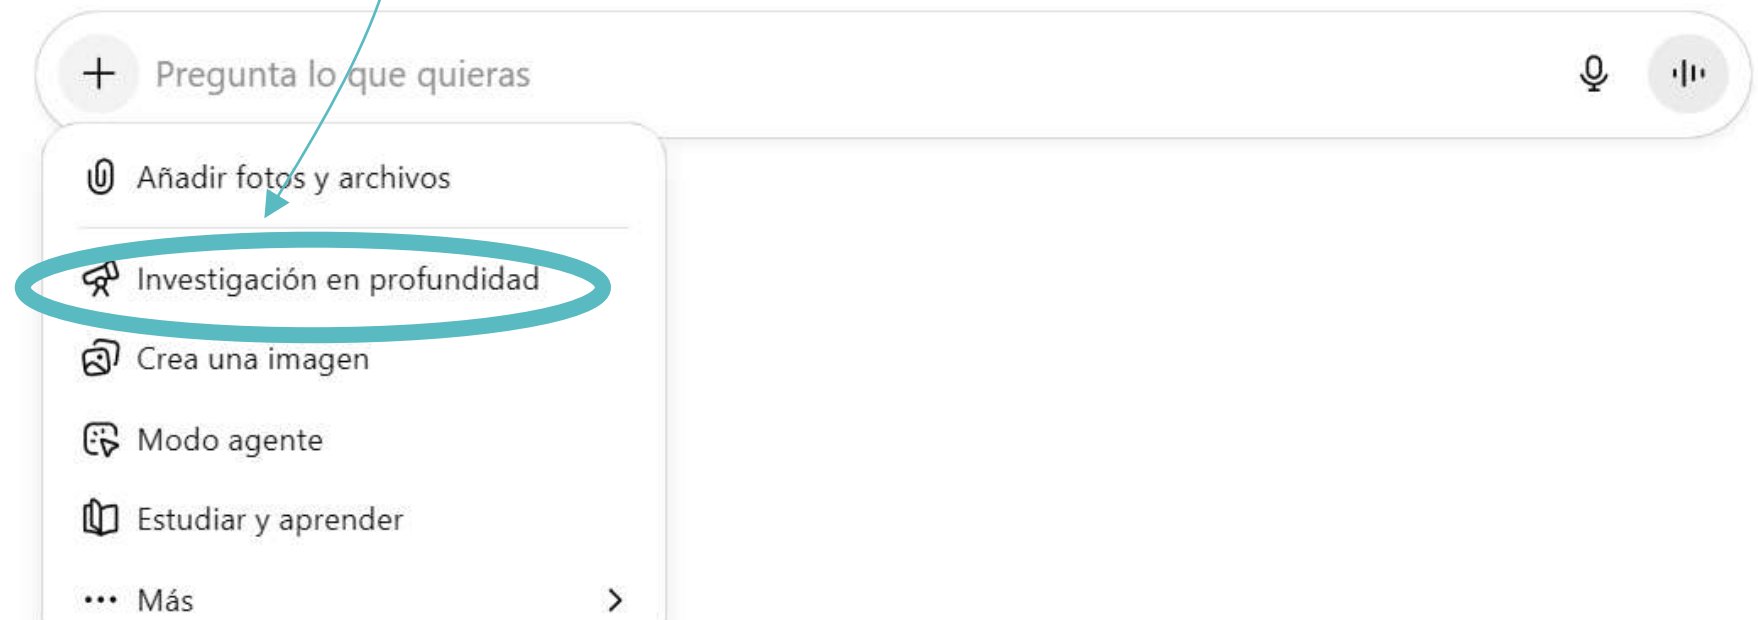 Pregunta lo que quieras
Añadir fotos y archivos
Investigación en profundidad
Crea una imagen
Modo agente
Estudiar y aprender
Más